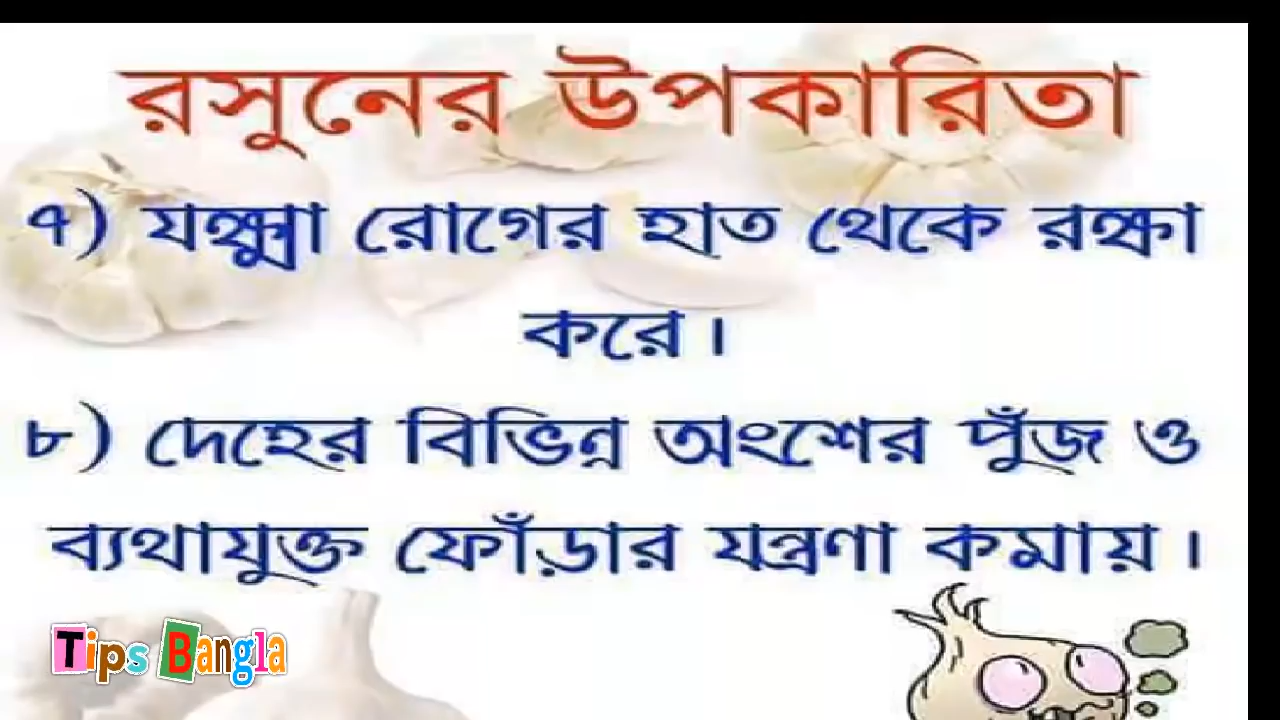 রসুনের উপকারিতা
৭) যক্ষ্মা রোগের হাত থেকে রক্ষা
করে।
৮) দেহের বিভিন্ন অংশের পুঁজ ও
ব্যথাযুক্ত ফোঁড়ার যন্ত্রণা কমায়।
Tips Bangla